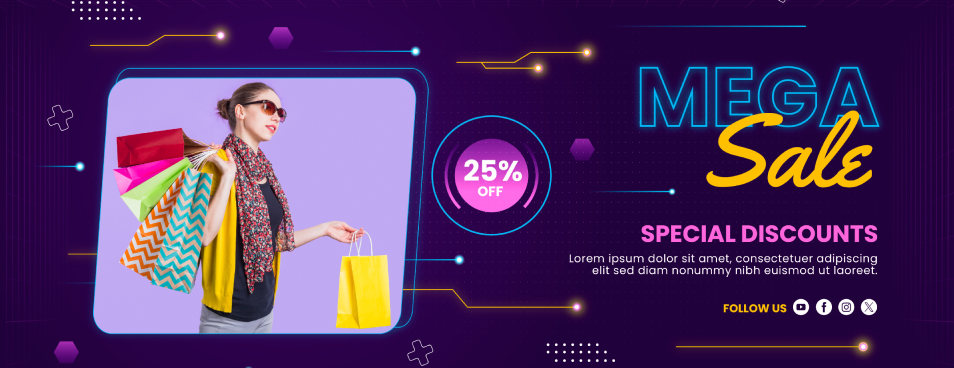 MEGA
Sale
25%
OFF
SPECIAL DISCOUNTS
Lorem ipsum dolor sit amet, consectetuer adipiscing
elit sed diam nonummy nibh euismod ut laoreet.
FOLLOW US